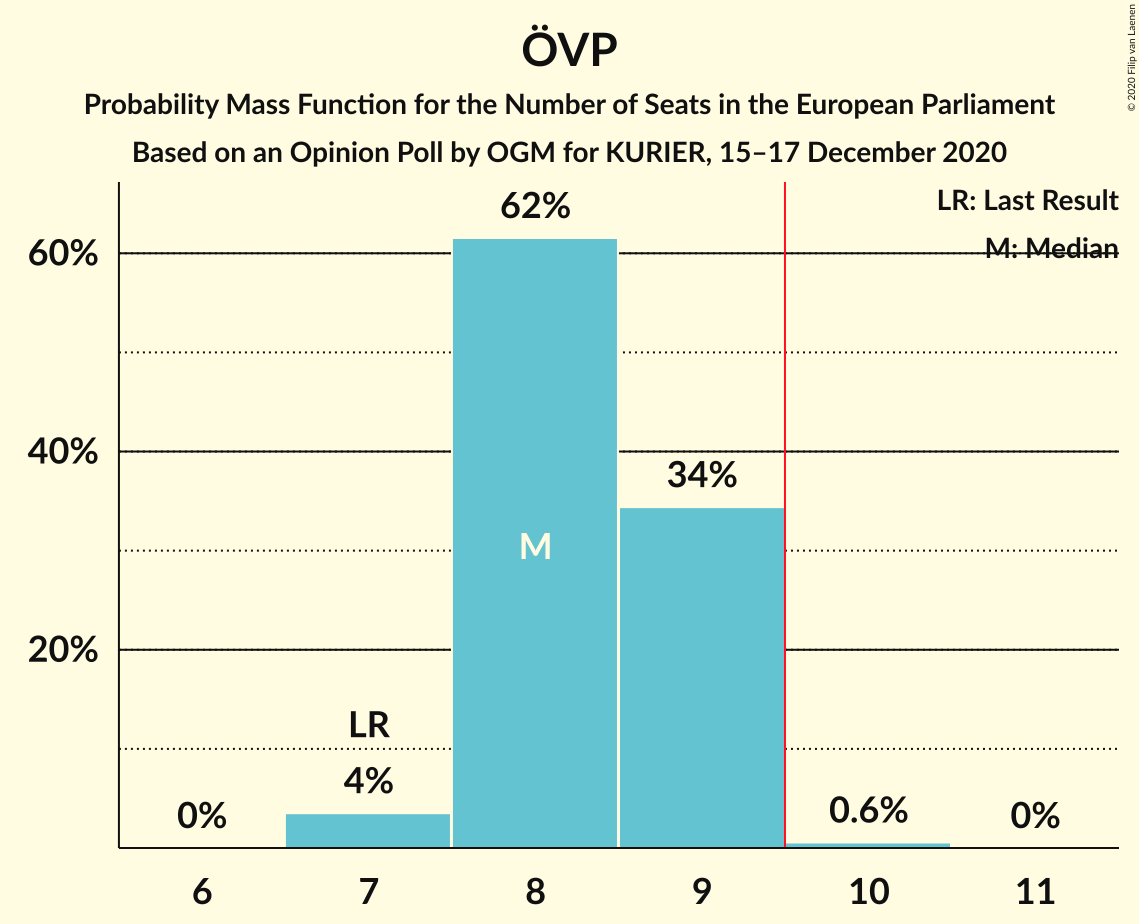 ÖVP
Probability Mass Function for the Number of Seats in the European Parliament
Based on an Opinion Poll by OGM for KURIER, 15–17 December 2020
© 2020 Filip van Laenen
LR: Last Result
M: Median
62%
60%
40%
34%
M
20%
LR
4%
0%
0.6%
0%
6 7 8 9 10 11